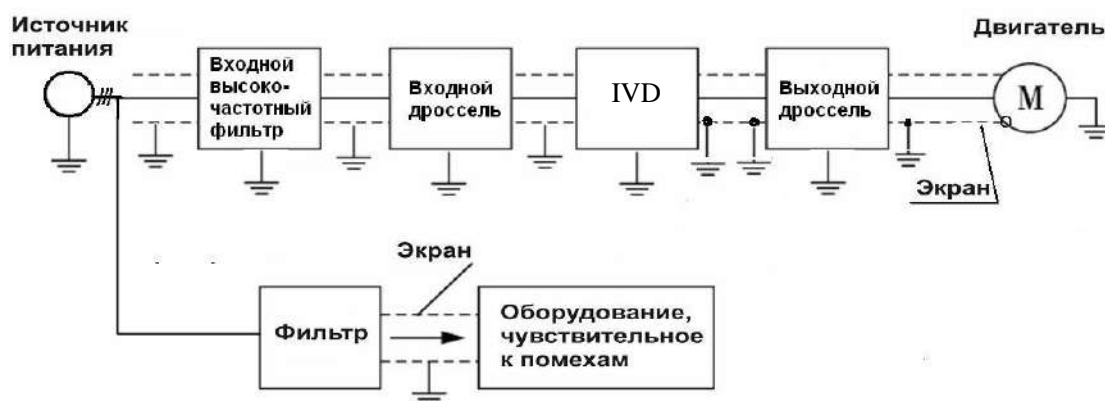 Источник
питания
Входной
высоко-
частотный
фильтр
Входной
дроссель
IVD
Выходной
дроссель
Двигатель
M
Экран
Экран
Фильтр
Оборудование,
чувствительное
к помехам